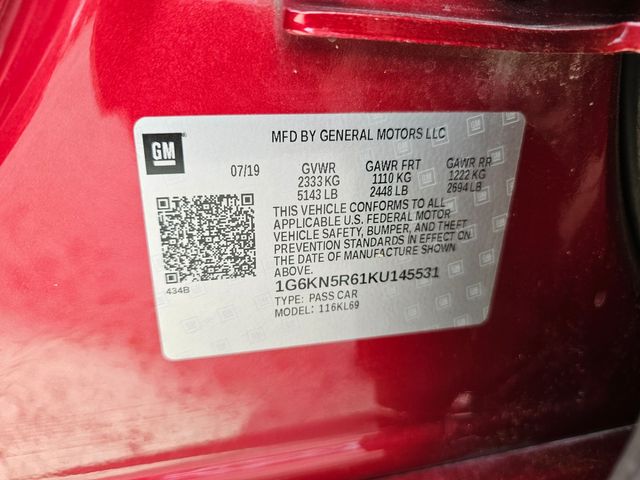 GM
MFD BY GENERAL MOTORS LLC
07/19 GVWR GAWR FRT GAWR RR
2333 KG 1110 KG 1222 KG
5143 LB 2448 LB 2694 LB
THIS VEHICLE CONFORMS TO ALL
APPLICABLE U.S. FEDERAL MOTOR
VEHICLE SAFETY, BUMPER, AND THEFT
PREVENTION STANDARDS IN EFFECT ON
THE DATE OF MANUFACTURE SHOWN
ABOVE.
434B
1G6KN5R61KU145531
TYPE: PASS CAR
MODEL: 116KL69